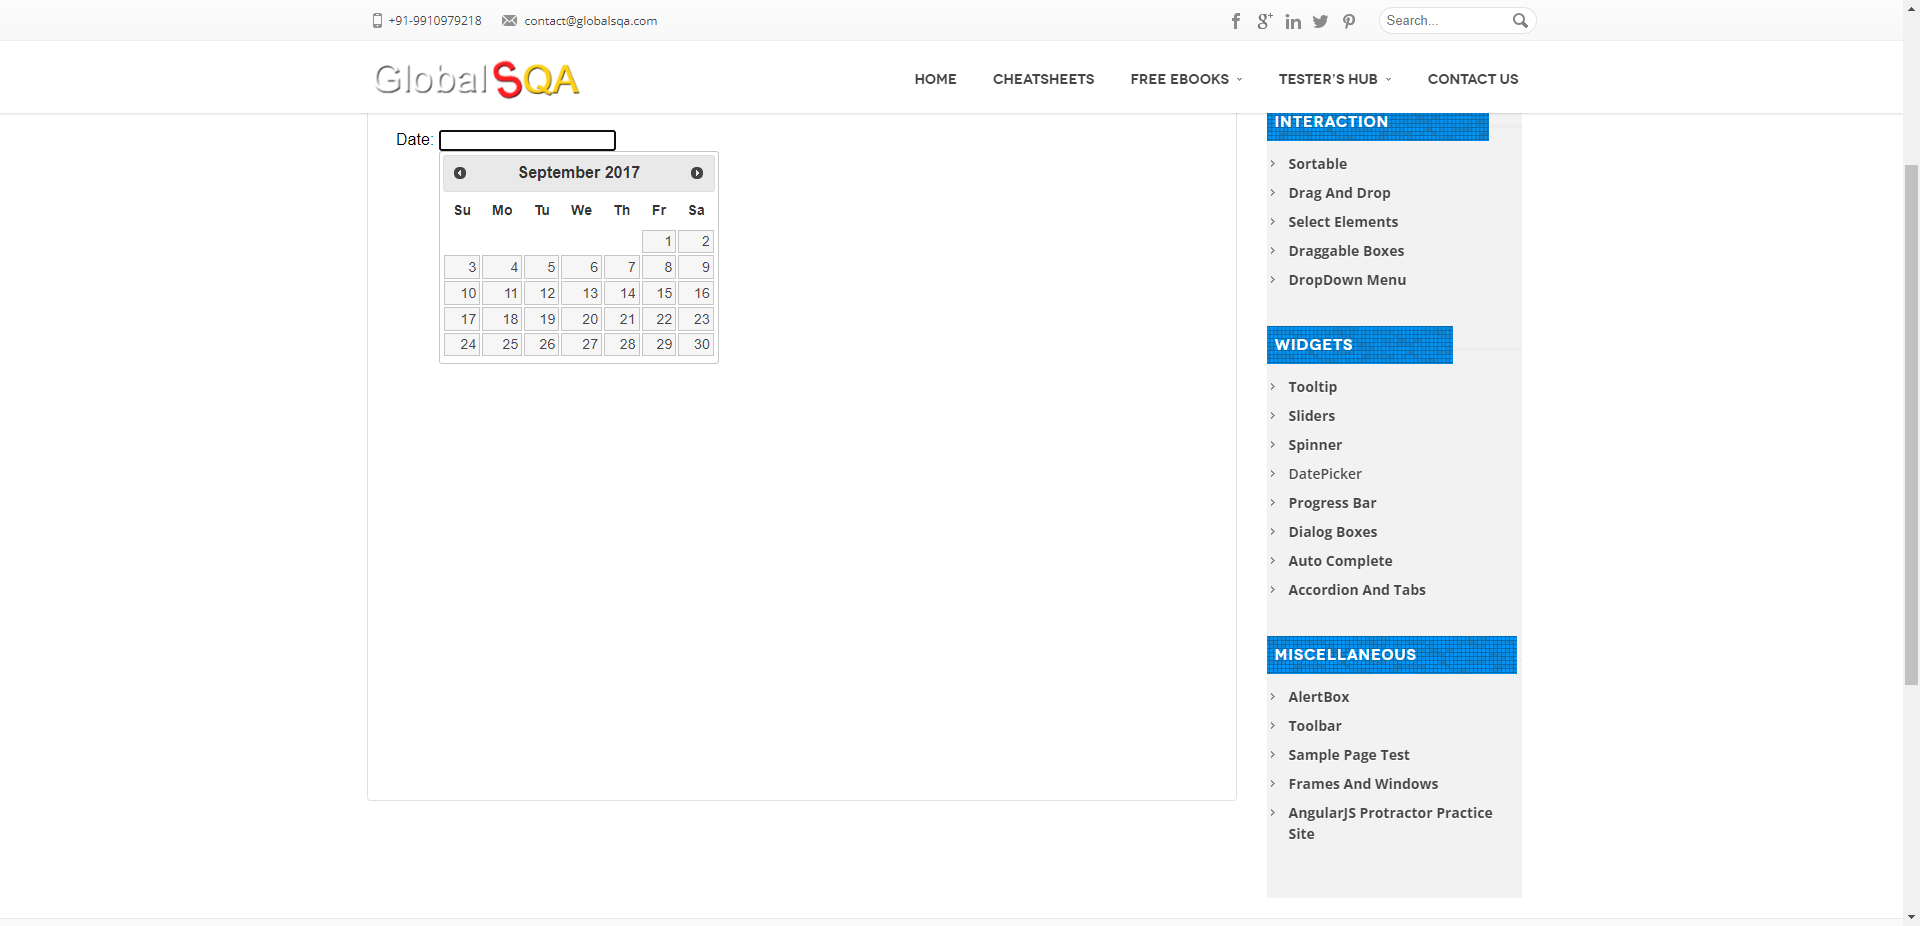 +91-9910979218 contact@globalsqa.com Search...
GlobalSQA HOME CHEATSHEETS FREE EBOOKS TESTER'S HUB CONTACT US
Date:
September 2017
Su Mo Tu We Th Fr Sa
1 2
3 4 5 6 7 8 9
10 11 12 13 14 15 16
17 18 19 20 21 22 23
24 25 26 27 28 29 30
INTERACTION
Sortable
Drag And Drop
Select Elements
Draggable Boxes
DropDown Menu
WIDGETS
Tooltip
Sliders
Spinner
DatePicker
Progress Bar
Dialog Boxes
Auto Complete
Accordion And Tabs
MISCELLANEOUS
AlertBox
Toolbar
Sample Page Test
Frames And Windows
AngularJS Protractor Practice
Site